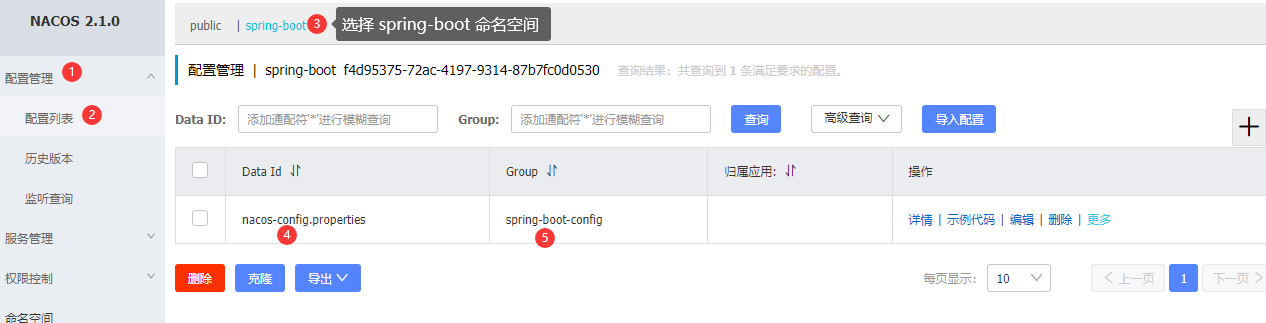 NACOS 2.1.0
配置管理 1
配置列表 2
历史版本
监听查询
服务管理
权限控制
命名空间
public | spring-boot 3 选择 spring-boot 命名空间
配置管理 | spring-boot f4d95375-72ac-4197-9314-87b7fc0d0530 查询结果：共查询到 1 条满足要求的配置。
Data ID: 添加通配符'*'进行模糊查询 Group: 添加通配符'*'进行模糊查询 查询 高级查询 导入配置
Data Id Group 归属应用: 操作
nacos-config.properties spring-boot-config 详情 | 示例代码 | 编辑 | 删除 | 更多
4 5
删除 克隆 导出 每页显示: 10 上一页 1 下一页